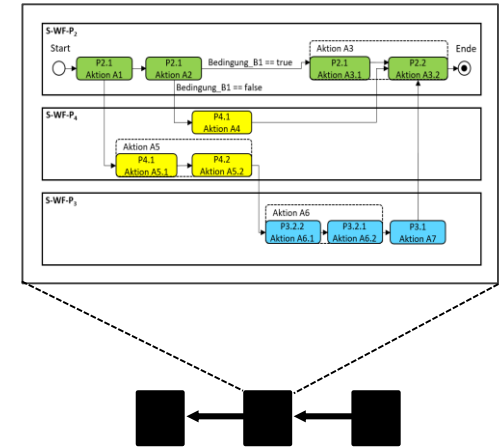 S-WF-P2
Start
Ende
Aktion A3
P2.1
Aktion A1
P2.1
Aktion A2
Bedingung_B1 == true
P2.1
Aktion A3.1
P2.2
Aktion A3.2
Bedingung_B1 == false
S-WF-P4
P4.1
Aktion A4
Aktion A5
P4.1
Aktion A5.1
P4.2
Aktion A5.2
S-WF-P3
Aktion A6
P3.2.2
Aktion A6.1
P3.2.1
Aktion A6.2
P3.1
Aktion A7